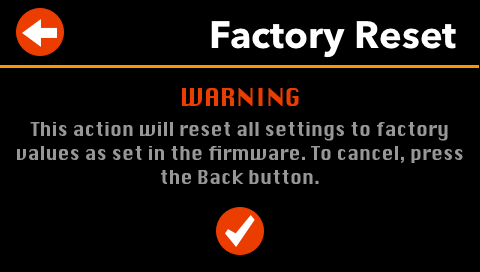 Factory Reset
WARNING
This action will reset all settings to factory
values as set in the firmware. To cancel, press
the Back button.